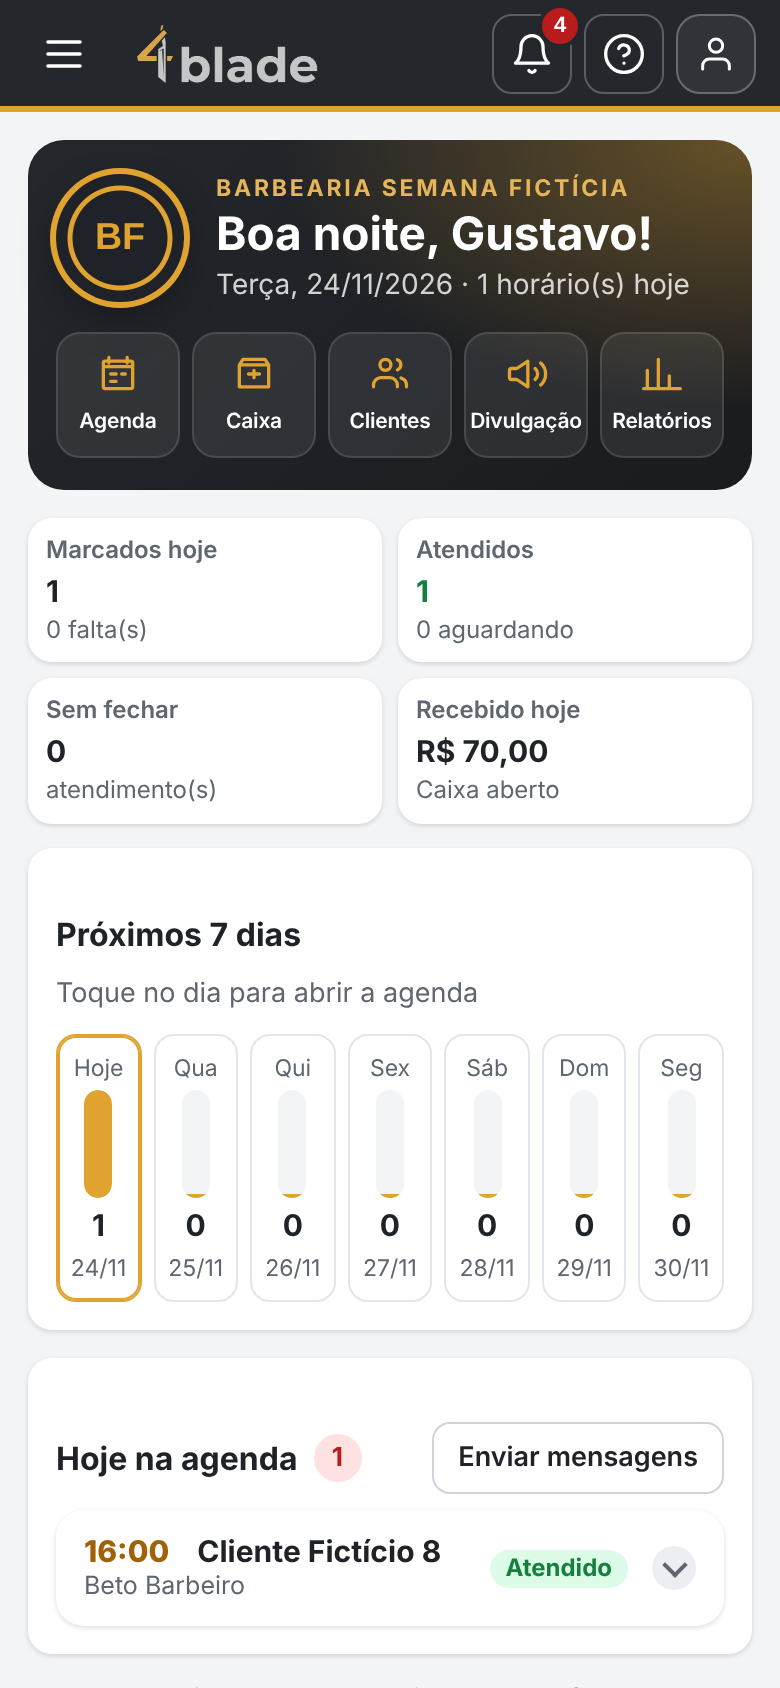 4blade
4
BARBEARIA SEMANA FICTÍCIA
BF
Boa noite, Gustavo!
Terça, 24/11/2026 · 1 horário(s) hoje
Agenda Caixa Clientes Divulgação Relatórios
Marcados hoje
1
0 falta(s)
Atendidos
1
0 aguardando
Sem fechar
0
atendimento(s)
Recebido hoje
R$ 70,00
Caixa aberto
Próximos 7 dias
Toque no dia para abrir a agenda
Hoje Qua Qui Sex Sáb Dom Seg
1 0 0 0 0 0 0
24/11 25/11 26/11 27/11 28/11 29/11 30/11
Hoje na agenda 1 Enviar mensagens
16:00 Cliente Fictício 8
Beto Barbeiro
Atendido